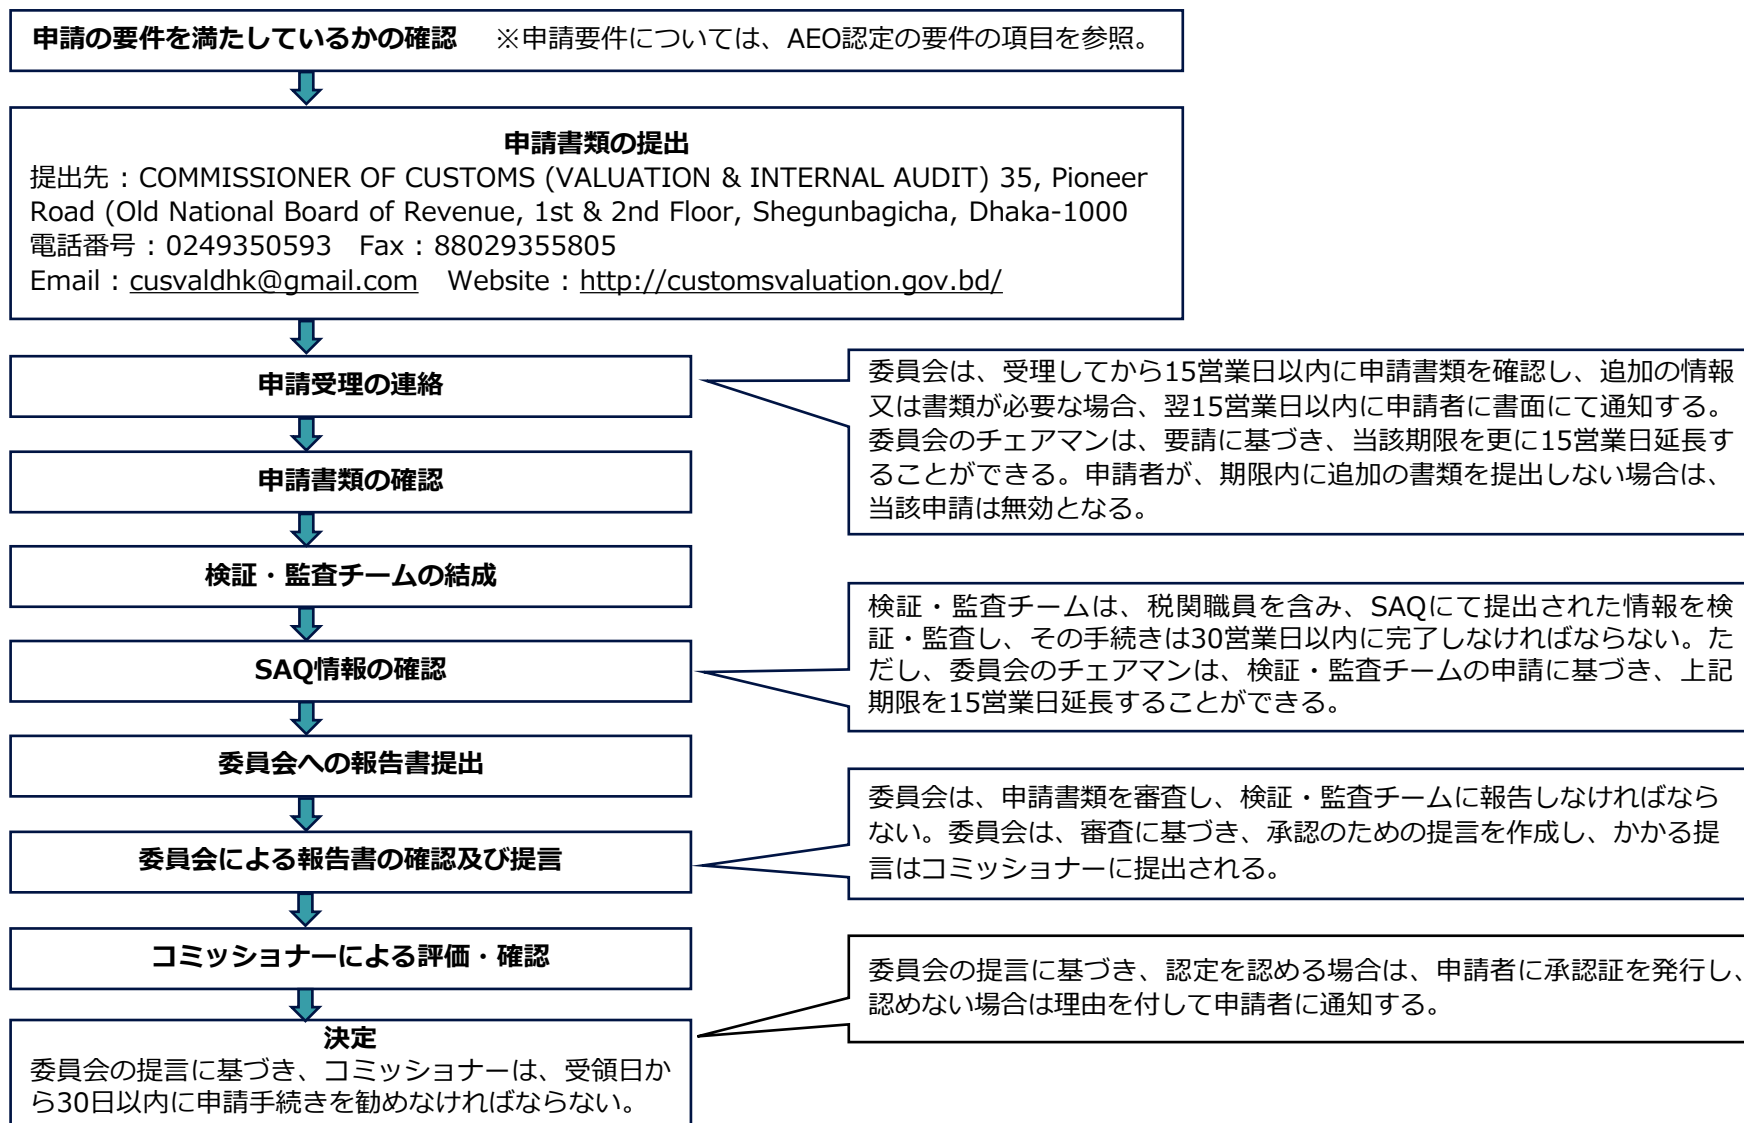 申請の要件を満たしているかの確認　※申請要件については、AEO認定の要件の項目を参照。
申請書類の提出
提出先：COMMISSIONER OF CUSTOMS (VALUATION & INTERNAL AUDIT) 35, Pioneer
Road (Old National Board of Revenue, 1st & 2nd Floor, Shegunbagicha, Dhaka-1000
電話番号：0249350593　Fax：88029355805
Email：cusvaldhk@gmail.com　Website：http://customsvaluation.gov.bd/
申請受理の連絡
委員会は、受理してから15営業日以内に申請書類を確認し、追加の情報
又は書類が必要な場合、翌15営業日以内に申請者に書面にて通知する。
委員会のチェアマンは、要請に基づき、当該期限を更に15営業日延長す
ることができる。申請者が、期限内に追加の書類を提出しない場合は、
当該申請は無効となる。
申請書類の確認
検証・監査チームの結成
SAQ情報の確認
検証・監査チームは、税関職員を含み、SAQにて提出された情報を検
証・監査し、その手続きは30営業日以内に完了しなければならない。た
だし、委員会のチェアマンは、検証・監査チームの申請に基づき、上記
期限を15営業日延長することができる。
委員会への報告書提出
委員会による報告書の確認及び提言
委員会は、申請書類を審査し、検証・監査チームに報告しなければなら
ない。委員会は、審査に基づき、承認のための提言を作成し、かかる提
言はコミッショナーに提出される。
コミッショナーによる評価・確認
決定
委員会の提言に基づき、コミッショナーは、受領日か
ら30日以内に申請手続きを勧めなければならない。
委員会の提言に基づき、認定を認める場合は、申請者に承認証を発行し、
認めない場合は理由を付して申請者に通知する。